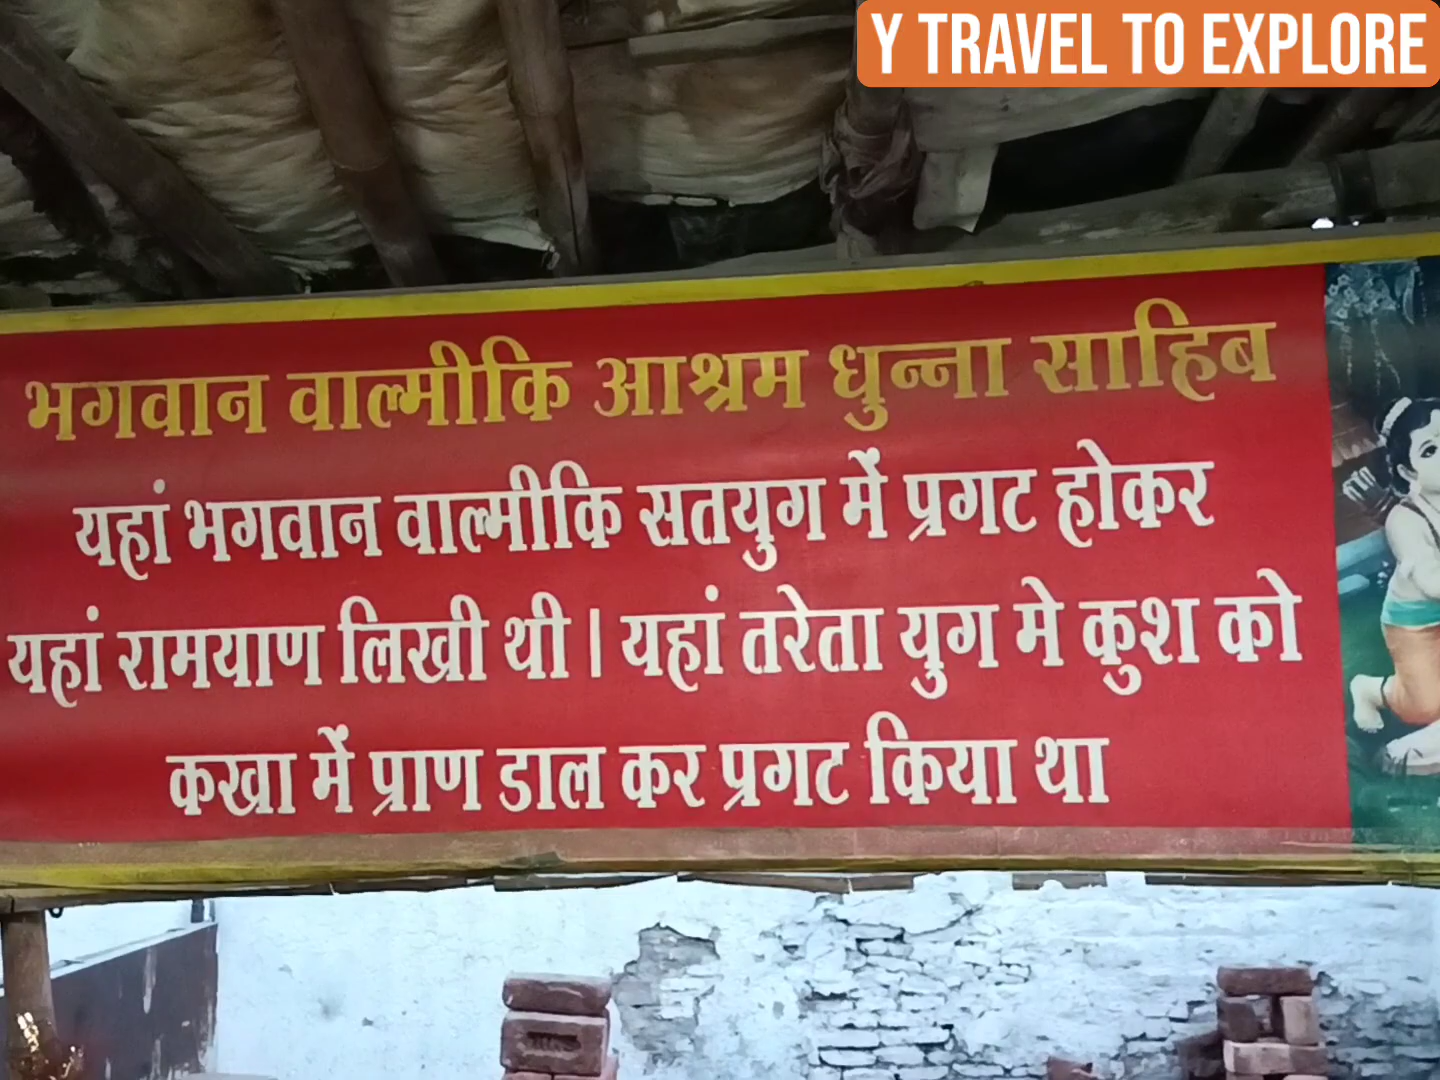 Y TRAVEL TO EXPLORE
भगवान वाल्मीकि आश्रम धुन्ना साहिब
यहां भगवान वाल्मीकि सतयुग में प्रगट होकर
यहां रामयाण लिखी थी | यहां तरेता युग मे कुश को
कखा में प्राण डाल कर प्रगट किया था